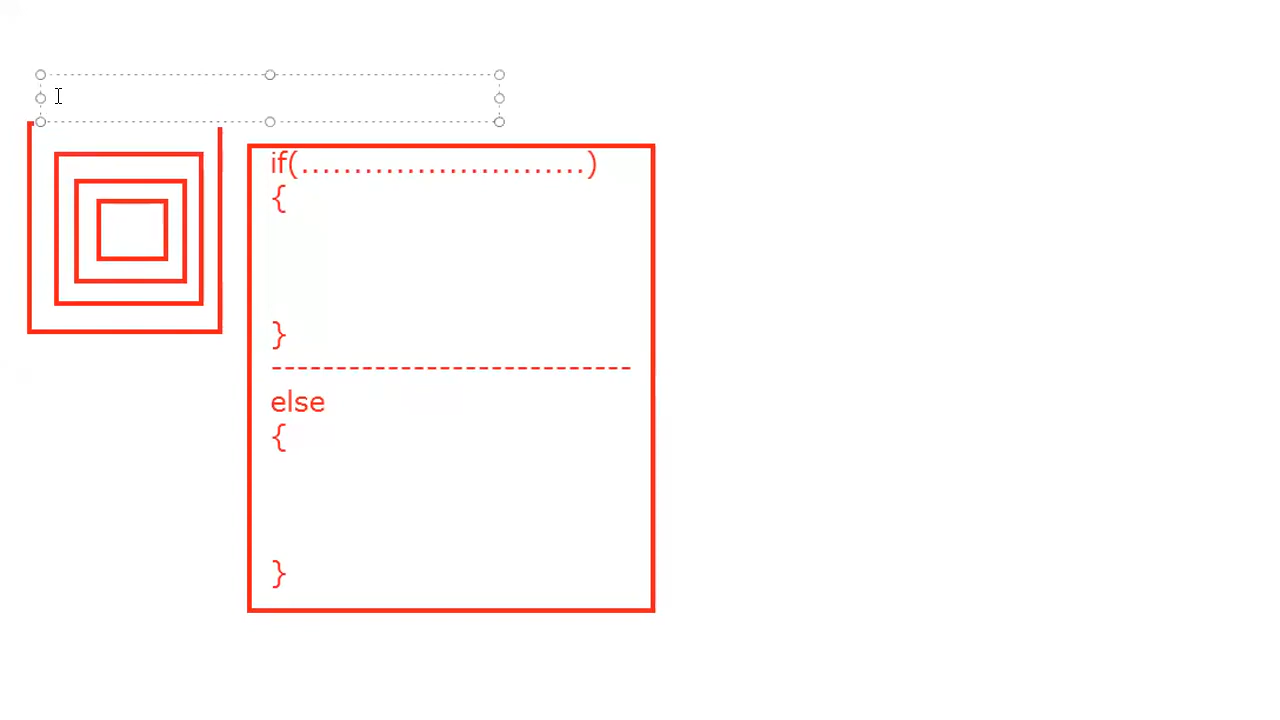 if(...........................)
{
}
----------------------------
else
{
}